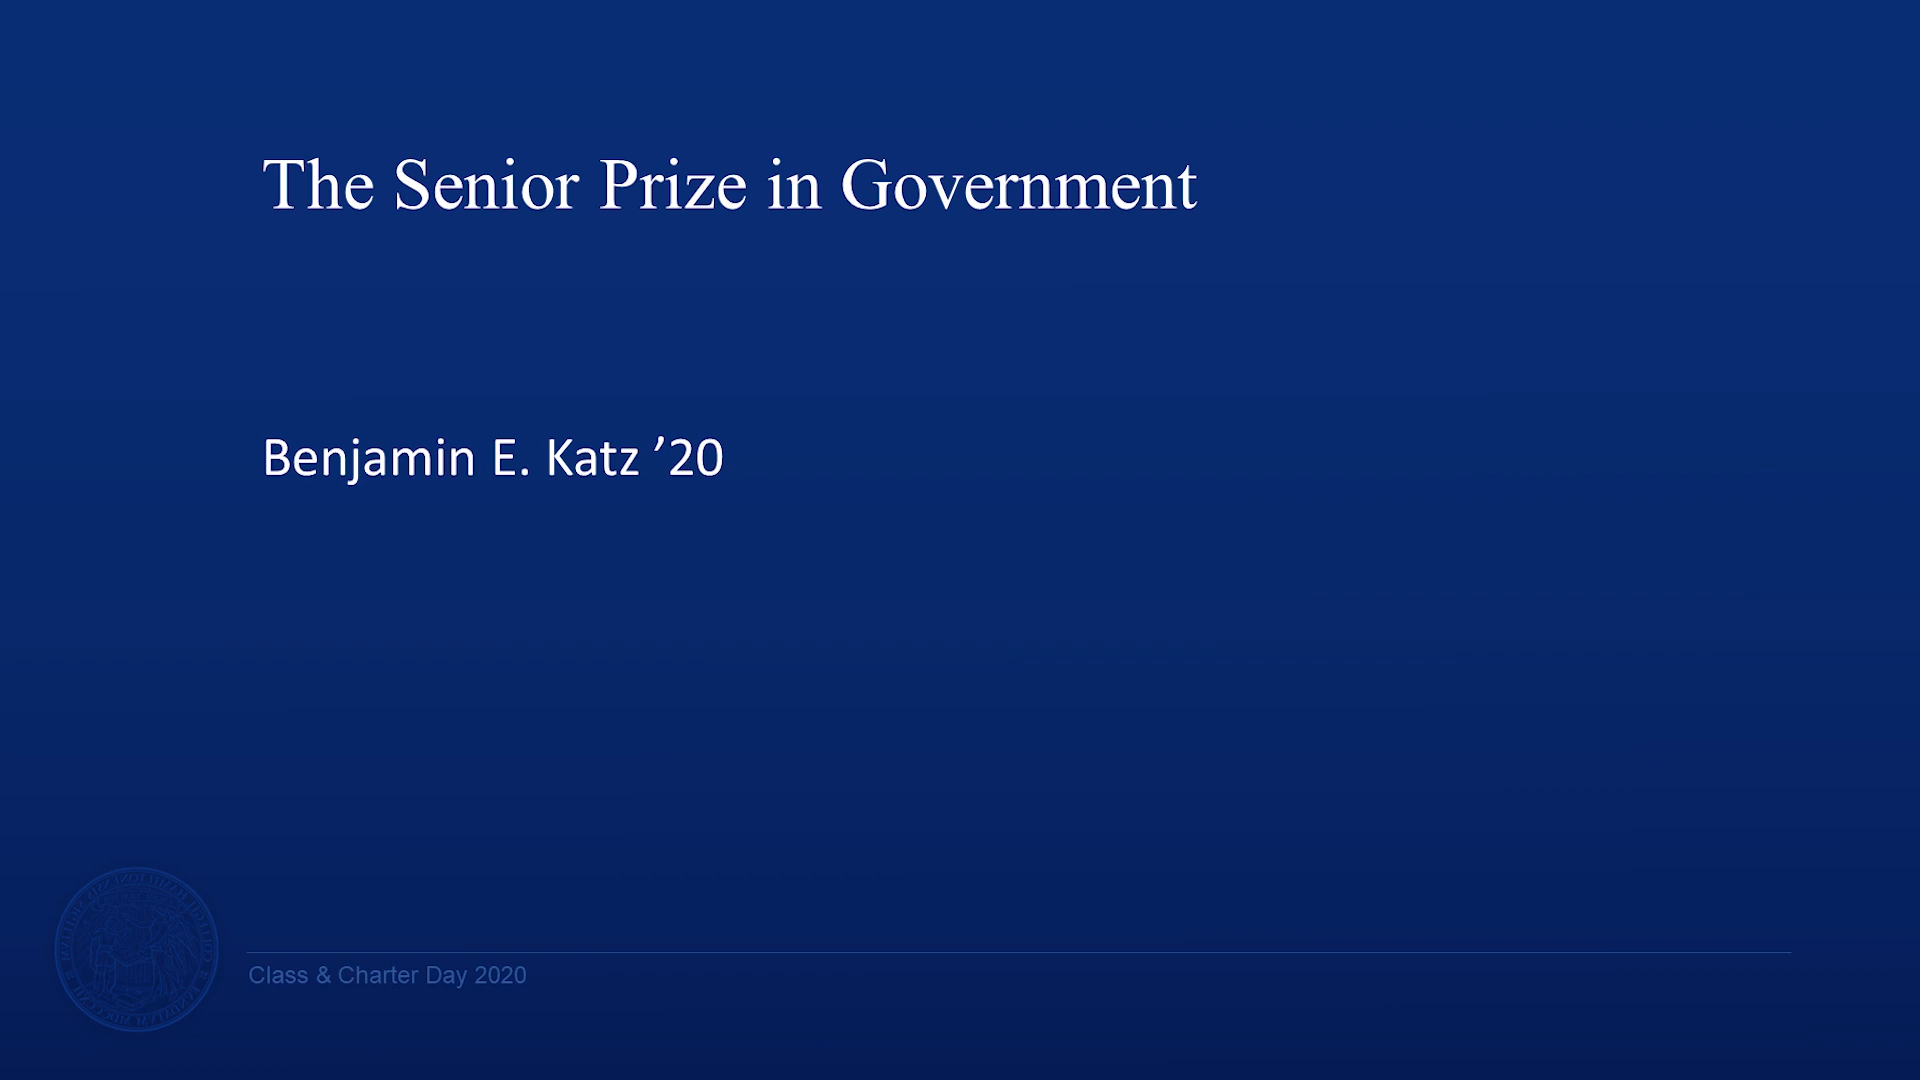 The Senior Prize in Government
Benjamin E. Katz ’20
Class & Charter Day 2020